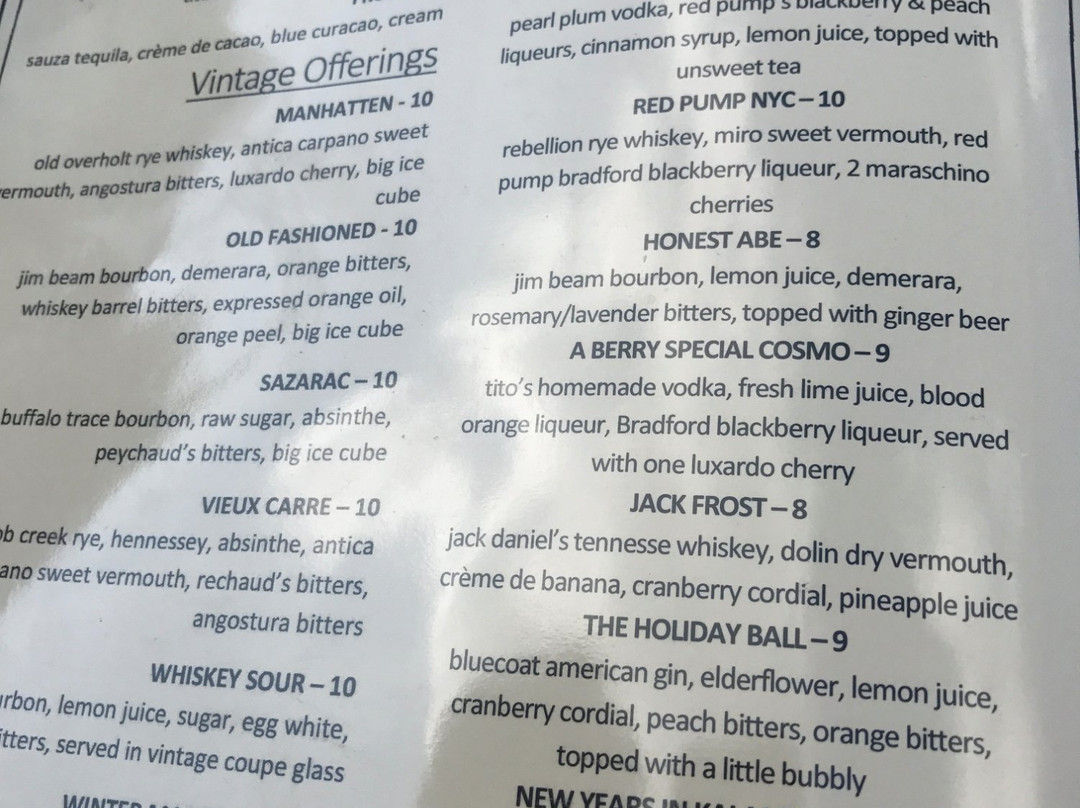 sauza tequila, crème de cacao, blue curacao, cream
Vintage Offerings
MANHATTEN - 10
old overholt rye whiskey, antica carpano sweet
vermouth, angostura bitters, luxardo cherry, big ice
cube
OLD FASHIONED - 10
jim beam bourbon, demerara, orange bitters,
whiskey barrel bitters, expressed orange oil,
orange peel, big ice cube
SAZARAC – 10
buffalo trace bourbon, raw sugar, absinthe,
peychaud's bitters, big ice cube
VIEUX CARRE – 10
creek rye, hennessey, absinthe, antica
sweet vermouth, rechaud's bitters,
angostura bitters
WHISKEY SOUR – 10
lemon juice, sugar, egg white,
served in vintage coupe glass
pearl plum vodka, red pump's blackberry & peach
liqueurs, cinnamon syrup, lemon juice, topped with
unsweet tea
RED PUMP NYC – 10
rebellion rye whiskey, miro sweet vermouth, red
pump bradford blackberry liqueur, 2 maraschino
cherries
HONEST ABE – 8
jim beam bourbon, lemon juice, demerara,
rosemary/lavender bitters, topped with ginger beer
A BERRY SPECIAL COSMO – 9
tito's homemade vodka, fresh lime juice, blood
orange liqueur, Bradford blackberry liqueur, served
with one luxardo cherry
JACK FROST – 8
jack daniel's tennesse whiskey, dolin dry vermouth,
crème de banana, cranberry cordial, pineapple juice
THE HOLIDAY BALL – 9
bluecoat american gin, elderflower, lemon juice,
cranberry cordial, peach bitters, orange bitters,
topped with a little bubbly
NEW YEARS IN